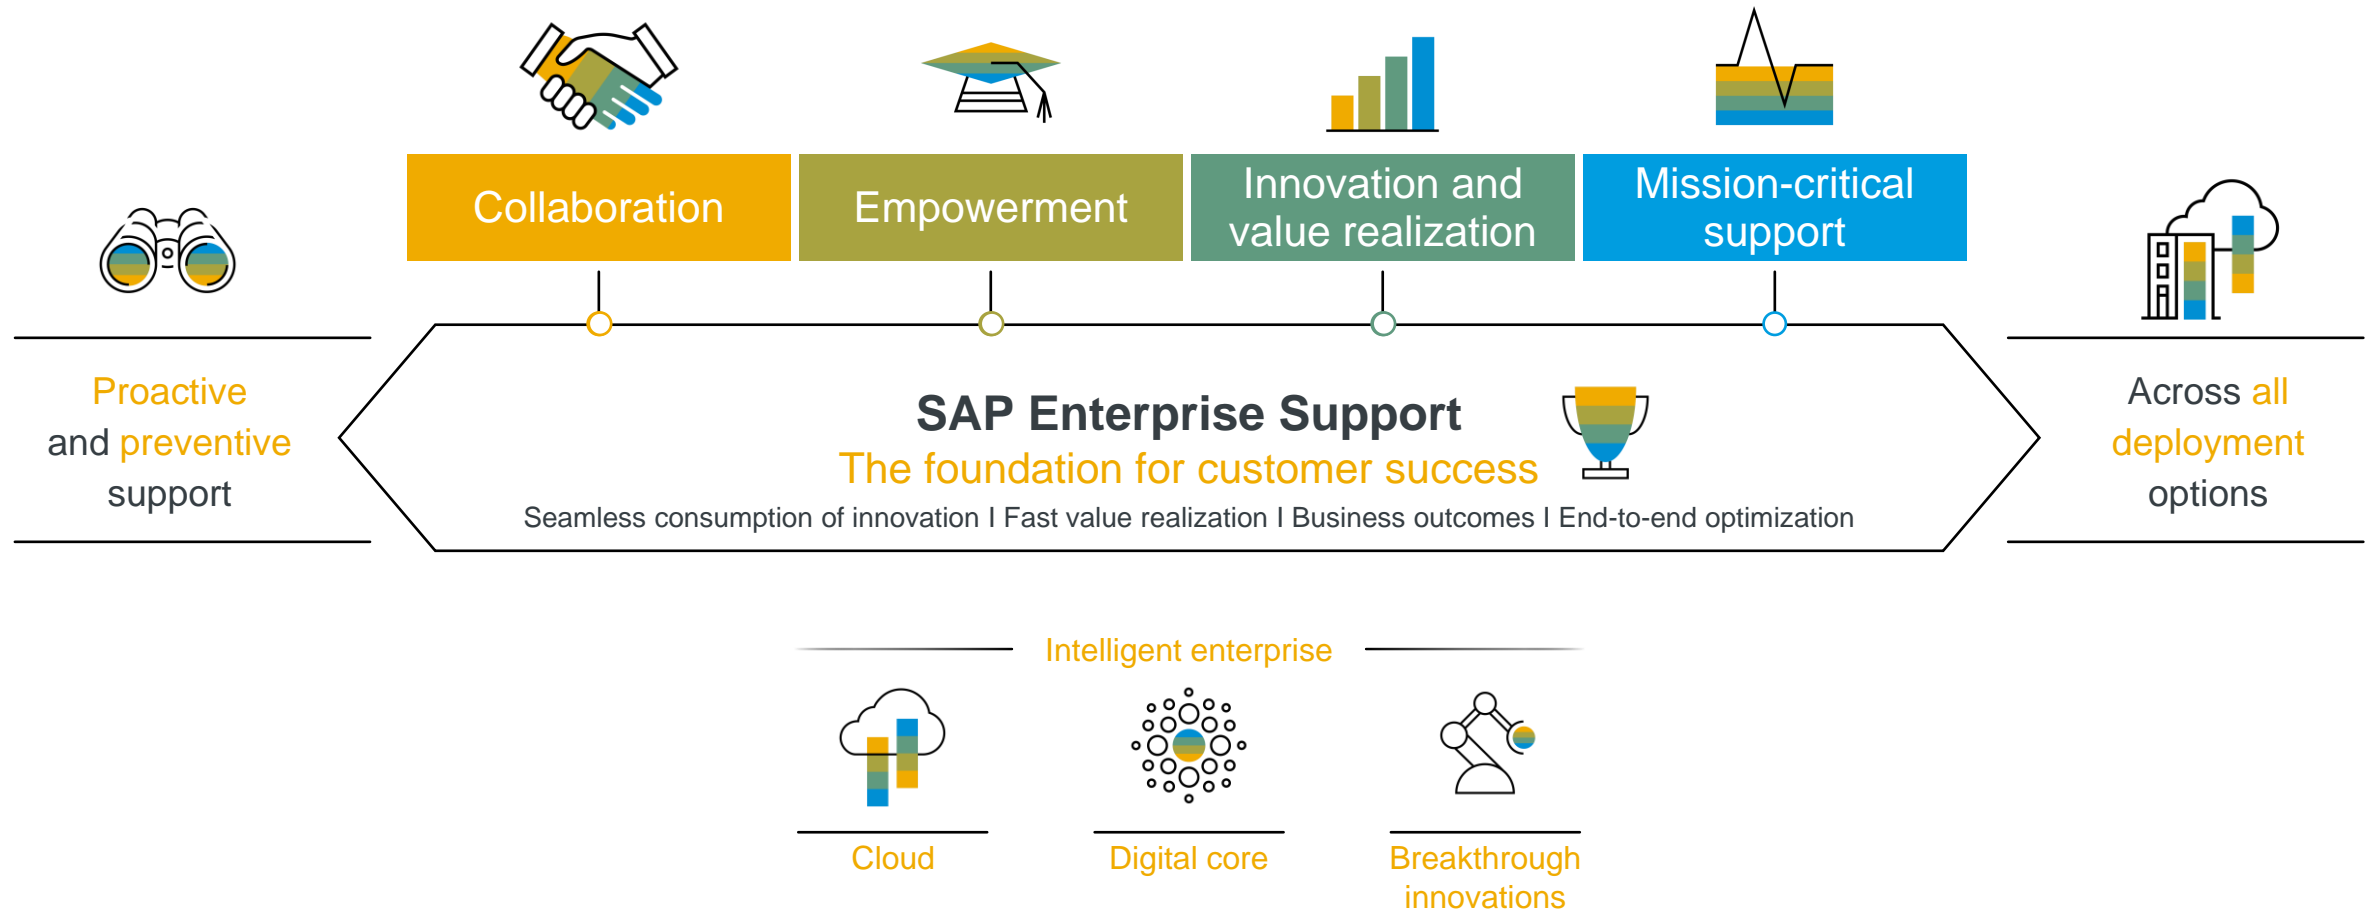 Collaboration
Empowerment
Innovation and
value realization
Mission-critical
support
Proactive
and preventive
support
SAP Enterprise Support
The foundation for customer success
Seamless consumption of innovation I Fast value realization I Business outcomes I End-to-end optimization
Across all
deployment
options
Intelligent enterprise
Cloud
Digital core
Breakthrough
innovations